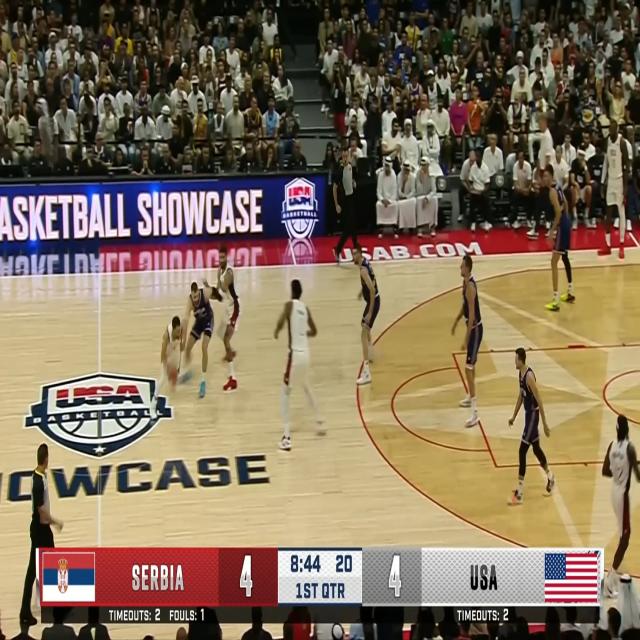 ASKETBALL SHOWCASE
USA
BASKETBALL
USAB.COM
USA
BASKETBALL
OWCASE
SERBIA 4 8:44 20 1ST QTR 4 USA
TIMEOUTS: 2 FOULS: 1 TIMEOUTS: 2